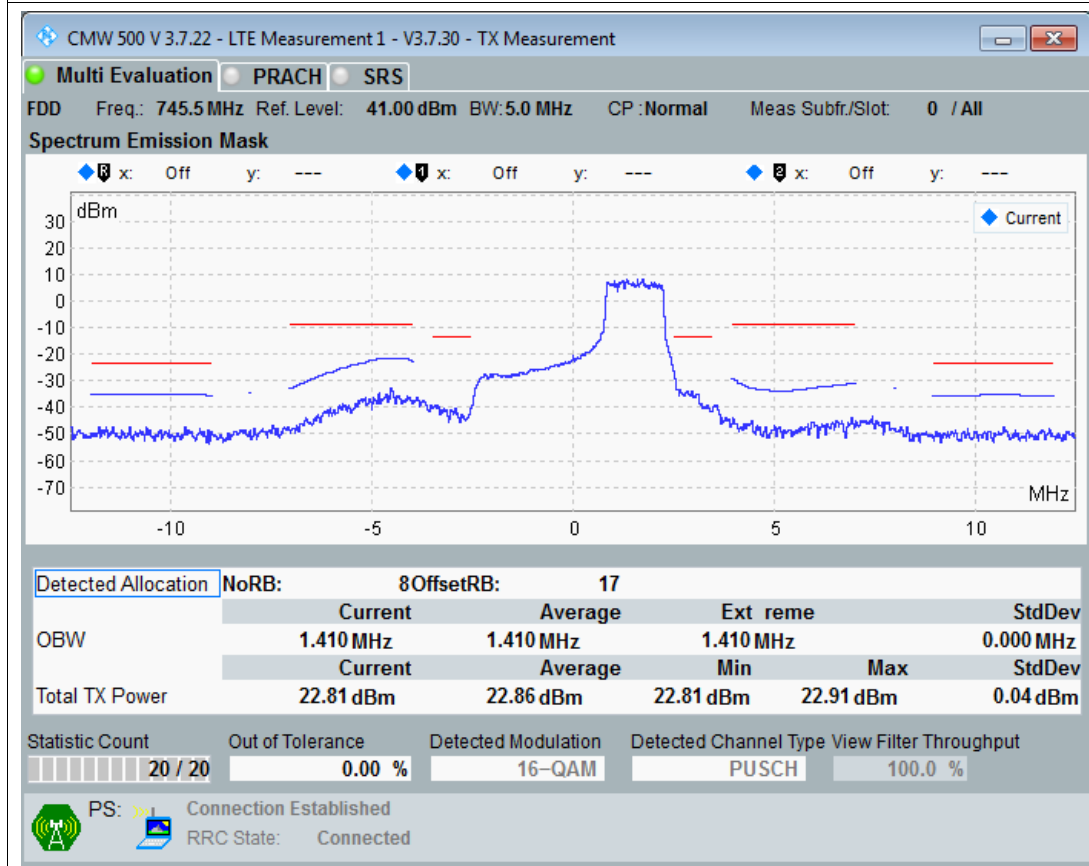 CMW 500 V 3.7.22 - LTE Measurement 1 - V3.7.30 - TX Measurement
Multi Evaluation PRACH SRS
FDD Freq.: 745.5 MHz Ref. Level: 41.00 dBm BW: 5.0 MHz CP : Normal Meas Subfr./Slot: 0 / All
Spectrum Emission Mask
R x: Off y: --- 1 x: Off y: --- 2 x: Off y: ---
dBm
Current
30
20
10
0
-10
-20
-30
-40
-50
-60
-70
MHz
-10 -5 0 5 10
Detected Allocation NoRB: 8 OffsetRB: 17
Current Average Ext reme StdDev
OBW 1.410 MHz 1.410 MHz 1.410 MHz 0.000 MHz
Current Average Min Max StdDev
Total TX Power 22.81 dBm 22.86 dBm 22.81 dBm 22.91 dBm 0.04 dBm
Statistic Count Out of Tolerance Detected Modulation Detected Channel Type View Filter Throughput
20 / 20 0.00 % 16-QAM PUSCH 100.0 %
PS: Connection Established
RRC State: Connected